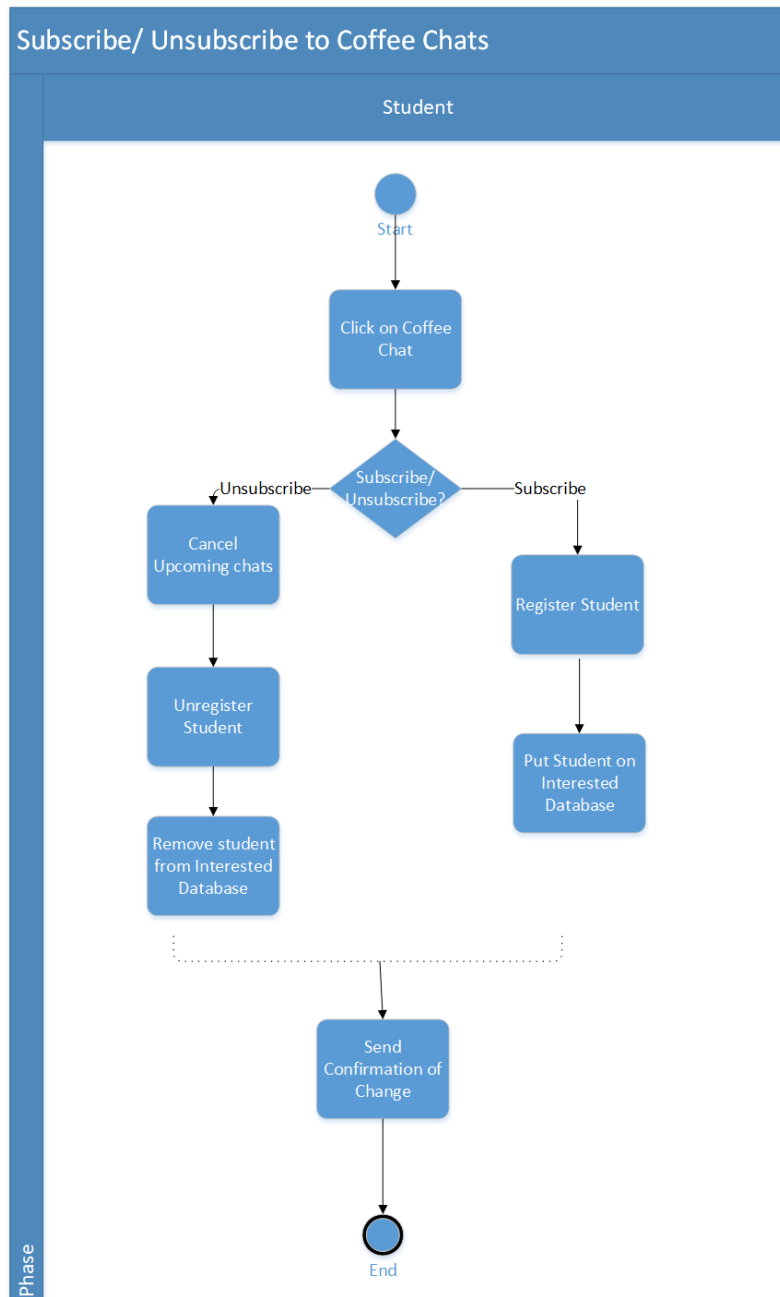 Subscribe/ Unsubscribe to Coffee Chats
Student
Start
Click on Coffee
Chat
Subscribe/
Unsubscribe?
Unsubscribe
Subscribe
Cancel
Upcoming chats
Register Student
Unregister
Student
Put Student on
Interested
Database
Remove student
from Interested
Database
Send
Confirmation of
Change
End
Phase